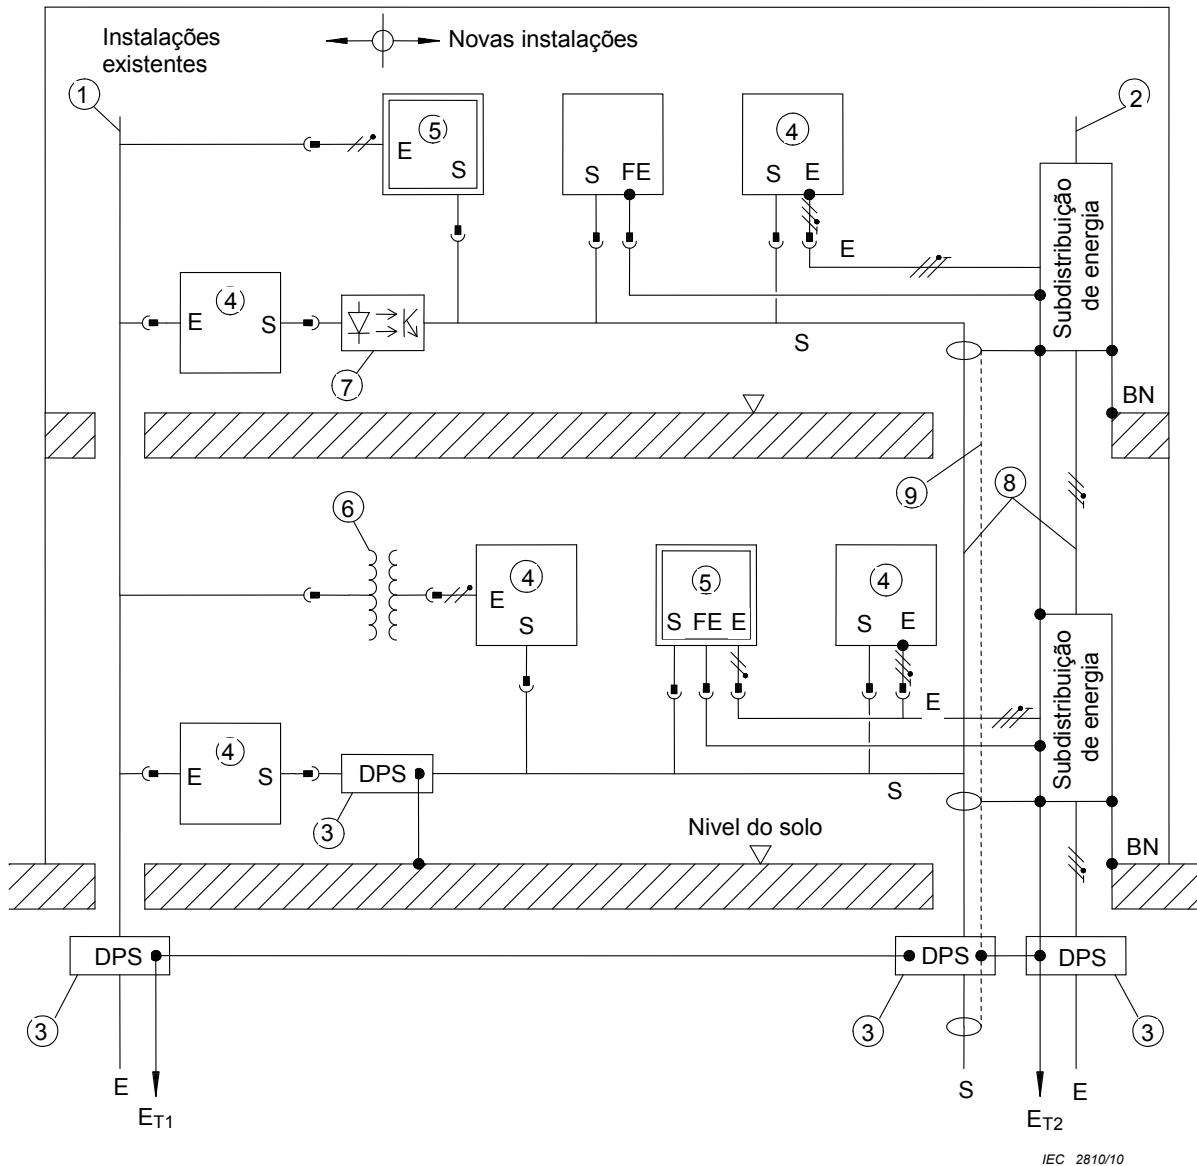 Instalações
existentes
Novas instalações
1
2
5
E
S
S
FE
4
S
E
E
Subdistribuição
de energia
4
E
S
7
S
BN
9
8
6
4
E
S
5
S FE E
4
S
E
E
Subdistribuição
de energia
4
E
S
DPS
3
S
Nivel do solo
BN
DPS
DPS
DPS
3
3
3
E
ET1
S
ET2
E
IEC 2810/10